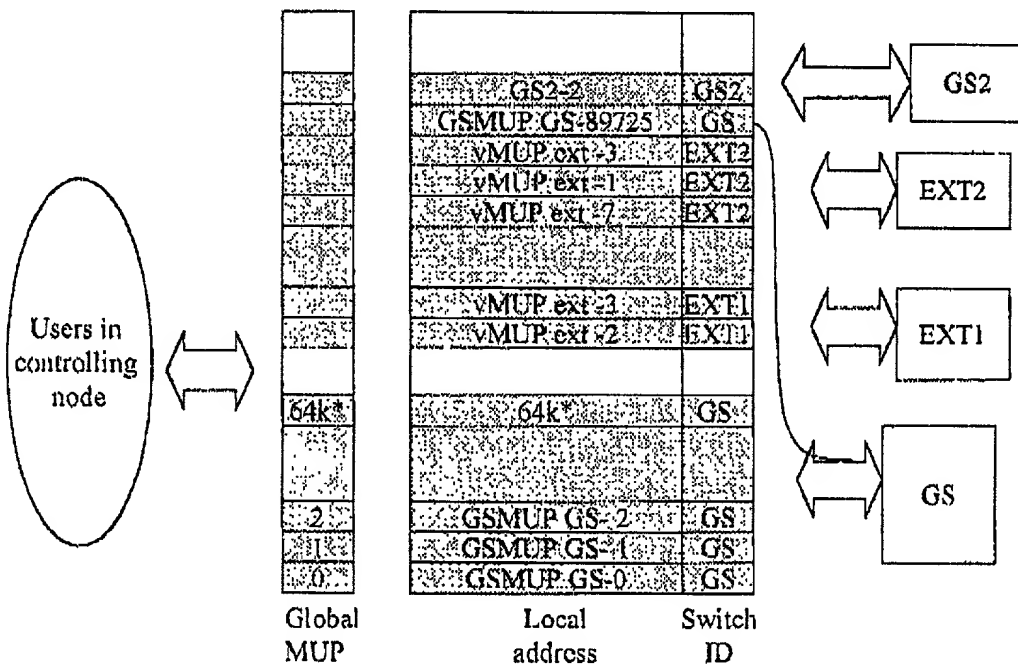 GS2-2 GS2
GSMUP GS-89725 GS
vMUP ext -3 EXT2
vMUP ext -1 EXT2
vMUP ext -7 EXT2
vMUP ext -3 EXT1
vMUP ext -2 EXT1
64k* 64k* GS
2 GSMUP GS- 2 GS
1 GSMUP GS- 1 GS
0 GSMUP GS-0 GS
Global
MUP
Local
address
Switch
ID
Users in
controlling
node
GS2
EXT2
EXT1
GS